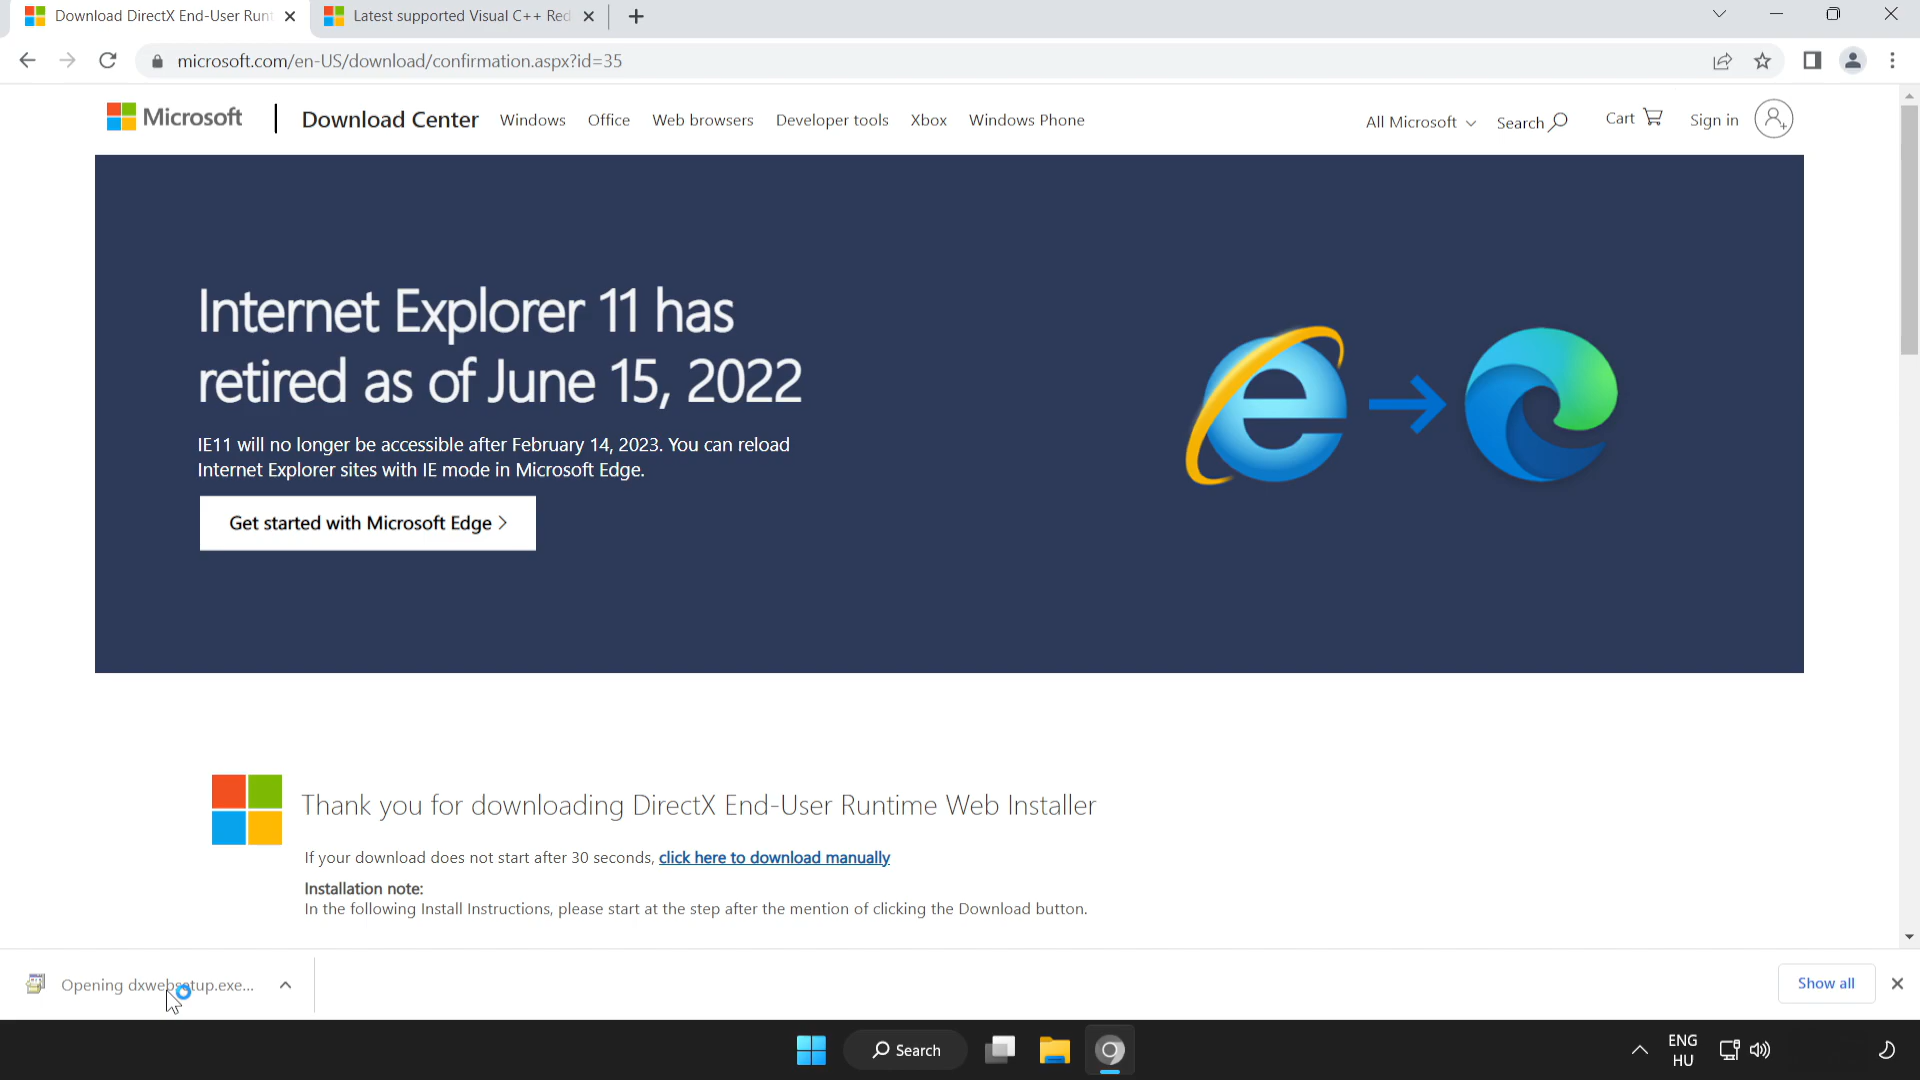 Download DirectX End-User Runt
Latest supported Visual C++ Red
microsoft.com/en-US/download/confirmation.aspx?id=35
Microsoft
Download Center
Windows
Office
Web browsers
Developer tools
Xbox
Windows Phone
All Microsoft
Search
Cart
Sign in
Internet Explorer 11 has
retired as of June 15, 2022
IE11 will no longer be accessible after February 14, 2023. You can reload
Internet Explorer sites with IE mode in Microsoft Edge.
Get started with Microsoft Edge
Thank you for downloading DirectX End-User Runtime Web Installer
If your download does not start after 30 seconds, click here to download manually
Installation note:
In the following Install Instructions, please start at the step after the mention of clicking the Download button.
Opening dxwebsetup.exe...
Show all
Search
ENG
HU